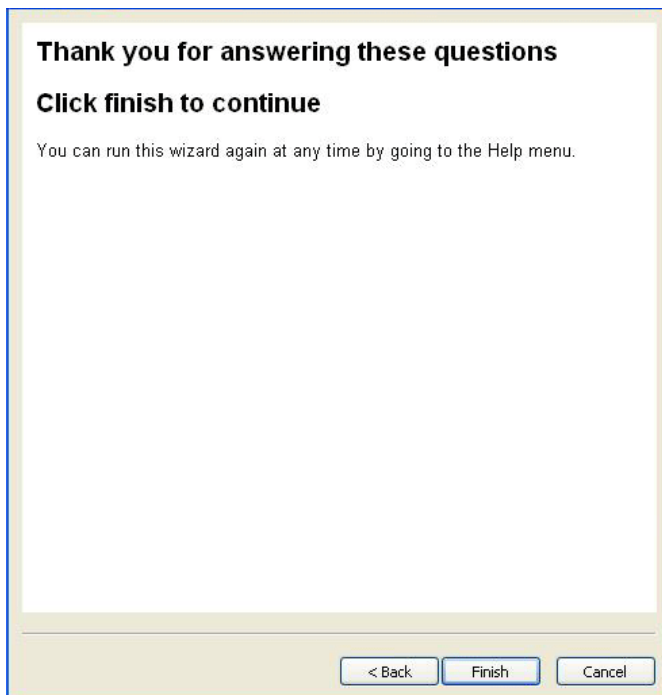 Thank you for answering these questions
Click finish to continue
You can run this wizard again at any time by going to the Help menu.
< Back Finish Cancel